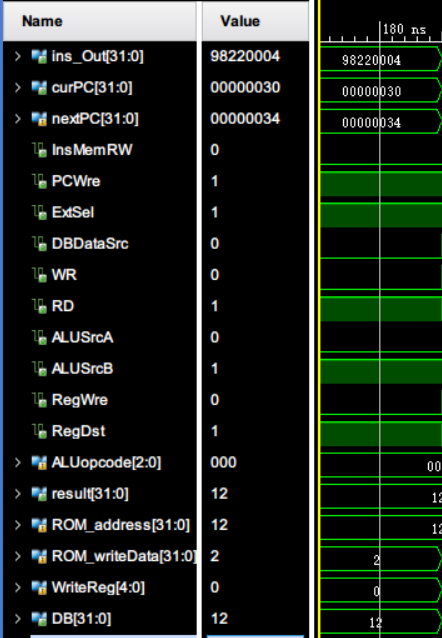 Name Value 180 ns
ins_Out[31:0] 98220004 98220004
curPC[31:0] 00000030 00000030
nextPC[31:0] 00000034 00000034
InsMemRW 0
PCWre 1
ExtSel 1
DBDataSrc 0
WR 0
RD 1
ALUSrcA 0
ALUSrcB 1
RegWre 0
RegDst 1
ALUopcode[2:0] 000 00
result[31:0] 12 12
ROM_address[31:0] 12 12
ROM_writeData[31:0] 2 2
WriteReg[4:0] 0 0
DB[31:0] 12 12